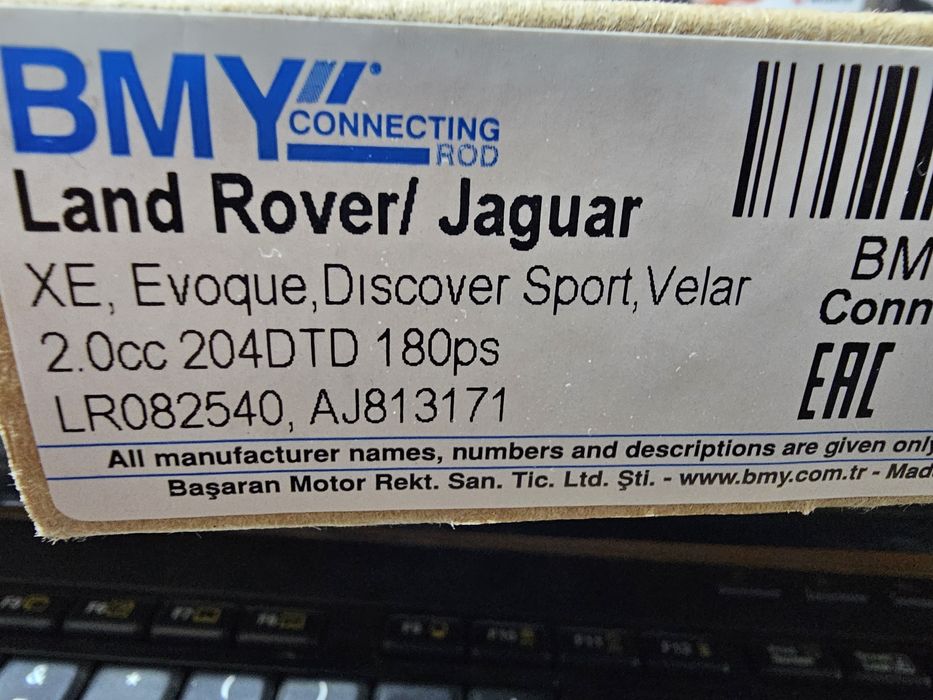 BMY
CONNECTING
ROD
Land Rover/ Jaguar
XE, Evoque,Dıscover Sport,Velar
2.0cc 204DTD 180ps
LR082540, AJ813171
BM
Conn
EAC
All manufacturer names, numbers and descriptions are given only
Başaran Motor Rekt. San. Tic. Ltd. Şti. - www.bmy.com.tr - Mad